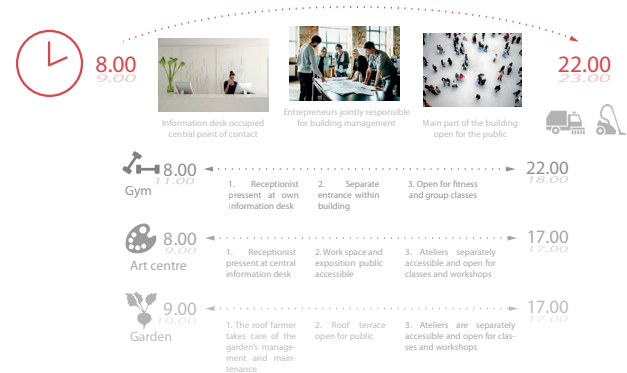 8.00
9.00
22.00
23.00
Information desk occupied
central point of contact
Entrepreneurs jointly responsible
for building management
Main part of the building
open for the public
Gym
8.00
11.00
1. Receptionist
pressent at own
information desk
2. Separate
entrance within
building
3. Open for fitness
and group classes
22.00
18.00
Art centre
8.00
9.00
1. Receptionist
pressent at central
information desk
2. Work space and
exposition public
accessible
3. Ateliers separately
accessible and open for
classes and workshops
17.00
17.00
Garden
9.00
10.00
1. The roof farmer
takes care of the
garden's manage-
ment and main-
tenance
2. Roof terrace
open for public
3. Ateliers are separately
accessible and open for clas-
ses and workshops
17.00
17.00